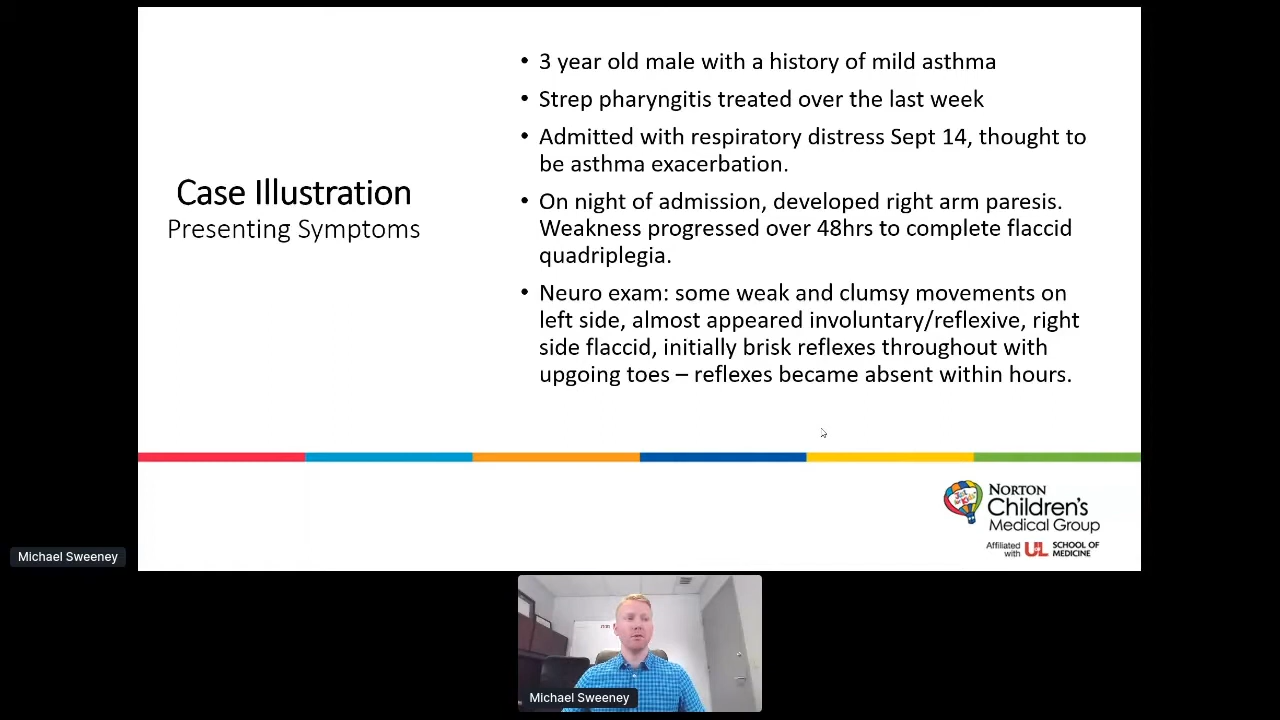 • 3 year old male with a history of mild asthma
• Strep pharyngitis treated over the last week
• Admitted with respiratory distress Sept 14, thought to
be asthma exacerbation.
• On night of admission, developed right arm paresis.
Weakness progressed over 48hrs to complete flaccid
quadriplegia.
• Neuro exam: some weak and clumsy movements on
left side, almost appeared involuntary/reflexive, right
side flaccid, initially brisk reflexes throughout with
upgoing toes – reflexes became absent within hours.
Case Illustration
Presenting Symptoms
NORTON
Children's
Medical Group
Affiliated
with
UL
SCHOOL OF
MEDICINE
Michael Sweeney
Michael Sweeney